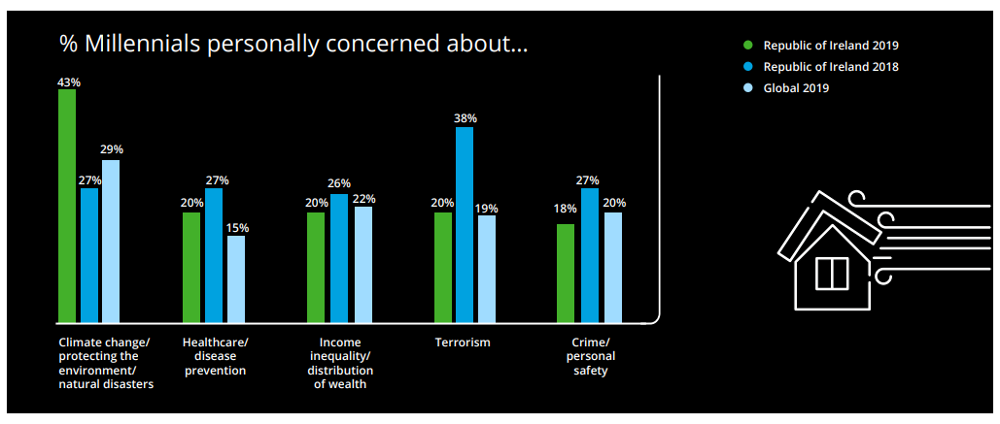 % Millennials personally concerned about...
Republic of Ireland 2019
Republic of Ireland 2018
Global 2019
43%
27%
29%
20%
27%
15%
20%
26%
22%
20%
38%
19%
18%
27%
20%
Climate change/
protecting the
environment/
natural disasters
Healthcare/
disease
prevention
Income
inequality/
distribution
of wealth
Terrorism
Crime/
personal
safety